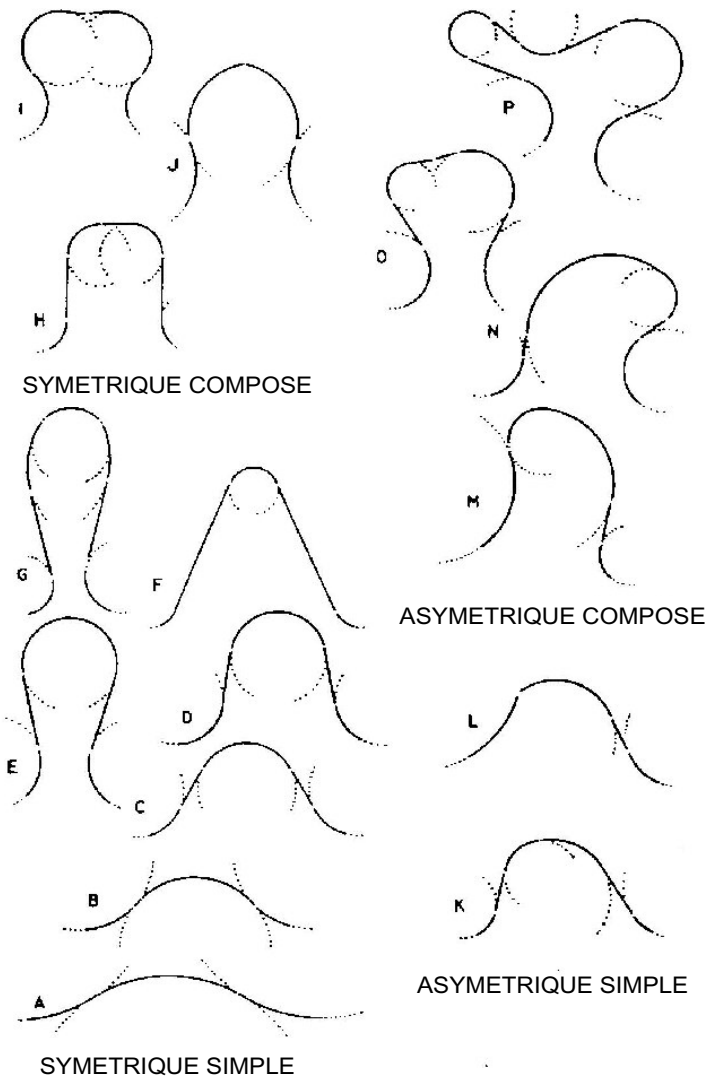 I
J
P
O
H
N
SYMETRIQUE COMPOSE
M
G
F
ASYMETRIQUE COMPOSE
D
L
E
C
B
K
A
ASYMETRIQUE SIMPLE
SYMETRIQUE SIMPLE